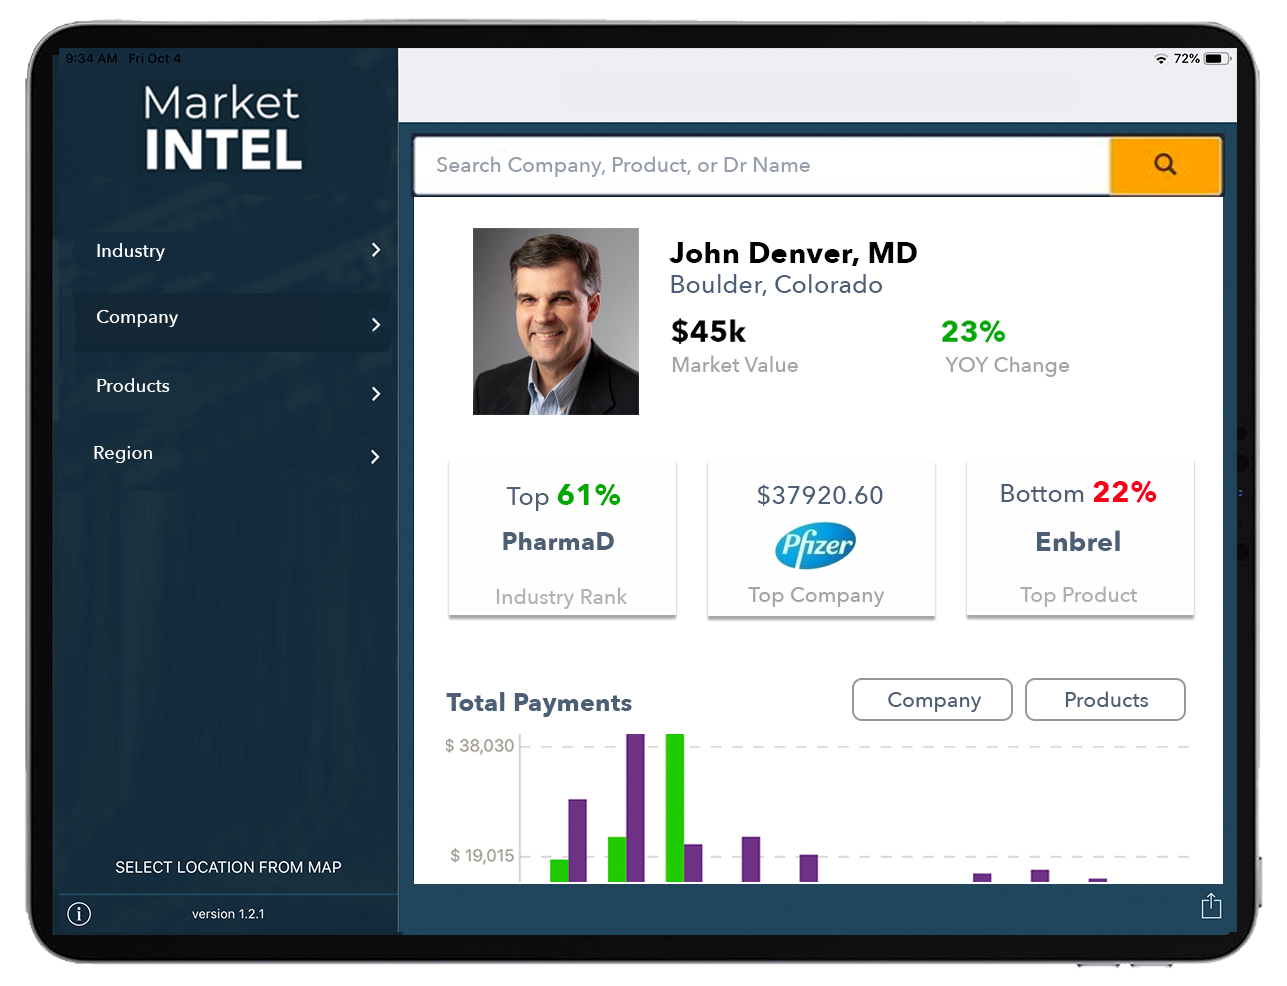 9:34 AM Fri Oct 4
72%
Market
INTEL
Search Company, Product, or Dr Name
Industry
Company
Products
Region
John Denver, MD
Boulder, Colorado
$45k
Market Value
23%
YOY Change
Top 61%
PharmaD
Industry Rank
$37920.60
Pfizer
Top Company
Bottom 22%
Enbrel
Top Product
Total Payments
Company
Products
$ 38,030
$ 19,015
SELECT LOCATION FROM MAP
version 1.2.1